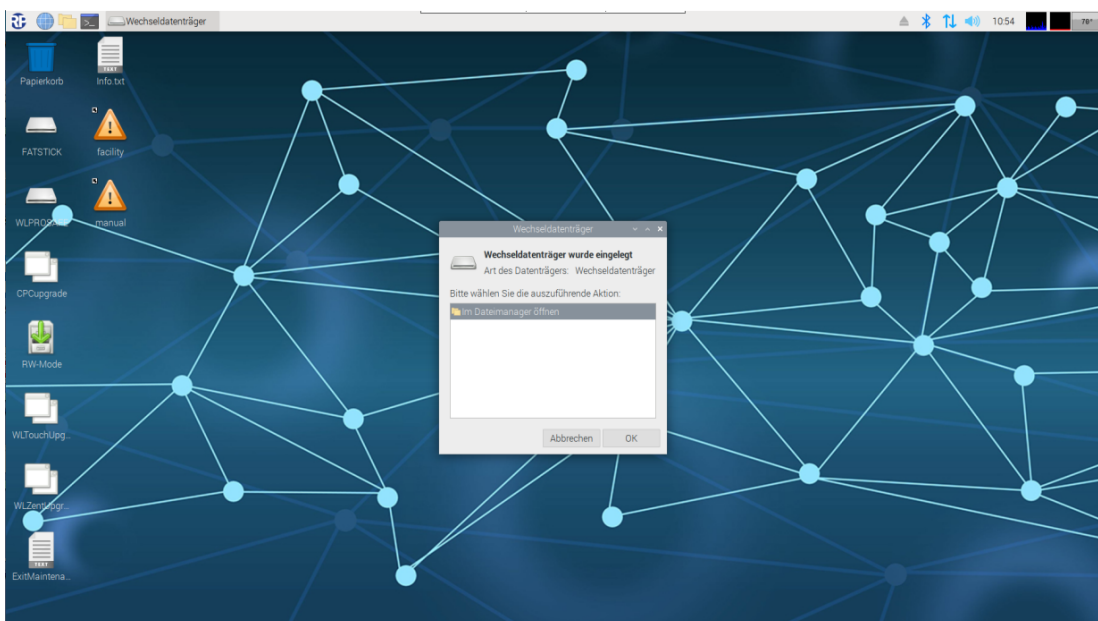 Wechseldatenträger
10:54
78°
Papierkorb
Info.txt
FATSTICK
facility
manual
CPCupgrade
RW-Mode
WLTouchUpg...
ExitMaintena...
Wechseldatenträger
Wechseldatenträger wurde eingelegt
Art des Datenträgers: Wechseldatenträger
Bitte wählen Sie die auszuführende Aktion:
Im Dateimanager öffnen
Abbrechen OK